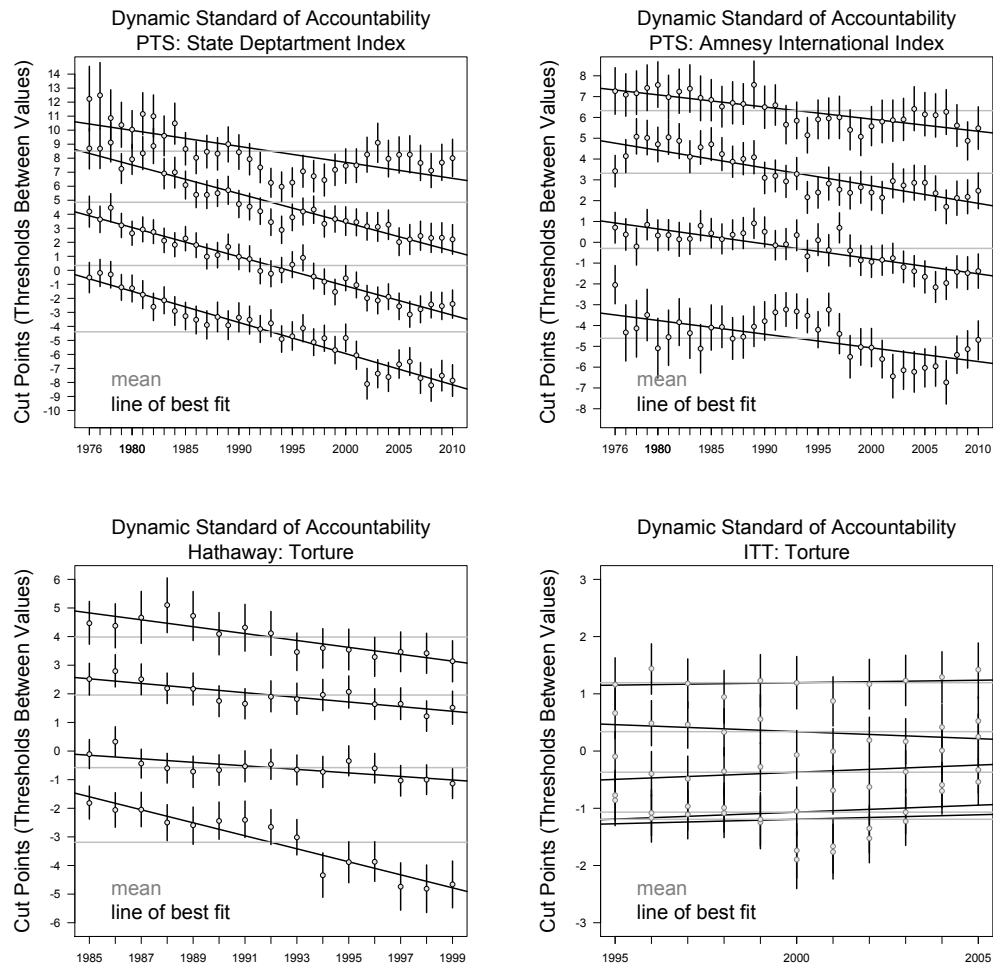 Dynamic Standard of Accountability
PTS: State Deptartment Index
Cut Points (Thresholds Between Values)
14
13
12
11
10
9
8
7
6
5
4
3
2
1
0
-1
-2
-3
-4
-5
-6
-7
-8
-9
-10
mean
line of best fit
1976 1980 1985 1990 1995 2000 2005 2010
Dynamic Standard of Accountability
PTS: Amnesy International Index
Cut Points (Thresholds Between Values)
8
7
6
5
4
3
2
1
0
-1
-2
-3
-4
-5
-6
-7
-8
mean
line of best fit
1976 1980 1985 1990 1995 2000 2005 2010
Dynamic Standard of Accountability
Hathaway: Torture
Cut Points (Thresholds Between Values)
6
5
4
3
2
1
0
-1
-2
-3
-4
-5
-6
mean
line of best fit
1985 1987 1989 1991 1993 1995 1997 1999
Dynamic Standard of Accountability
ITT: Torture
Cut Points (Thresholds Between Values)
3
2
1
0
-1
-2
-3
mean
line of best fit
1995 2000 2005